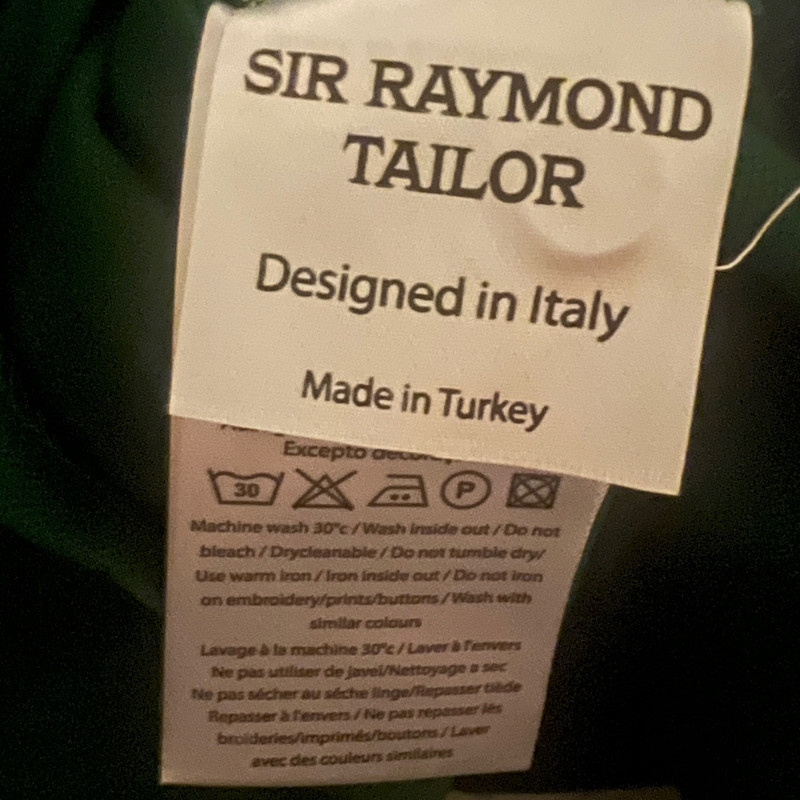 SIR RAYMOND
TAILOR
Designed in Italy
Made in Turkey
Excepto
30 P
Machine wash 30°c / Wash inside out / Do not
bleach / Drycleanable / Do not tumble dry/
Use warm iron / Iron inside out / Do not iron
on embroidery/prints/buttons / Wash with
similar colours
Lavage à la machine 30°c / Laver à l'envers
Ne pas utiliser de javel/Nettoyage a sec
Ne pas sécher au sèche linge/Repasser tiède
Repasser à l'envers / Ne pas repasser les
broideries/imprimés/boutons / Laver
avec des couleurs similaires